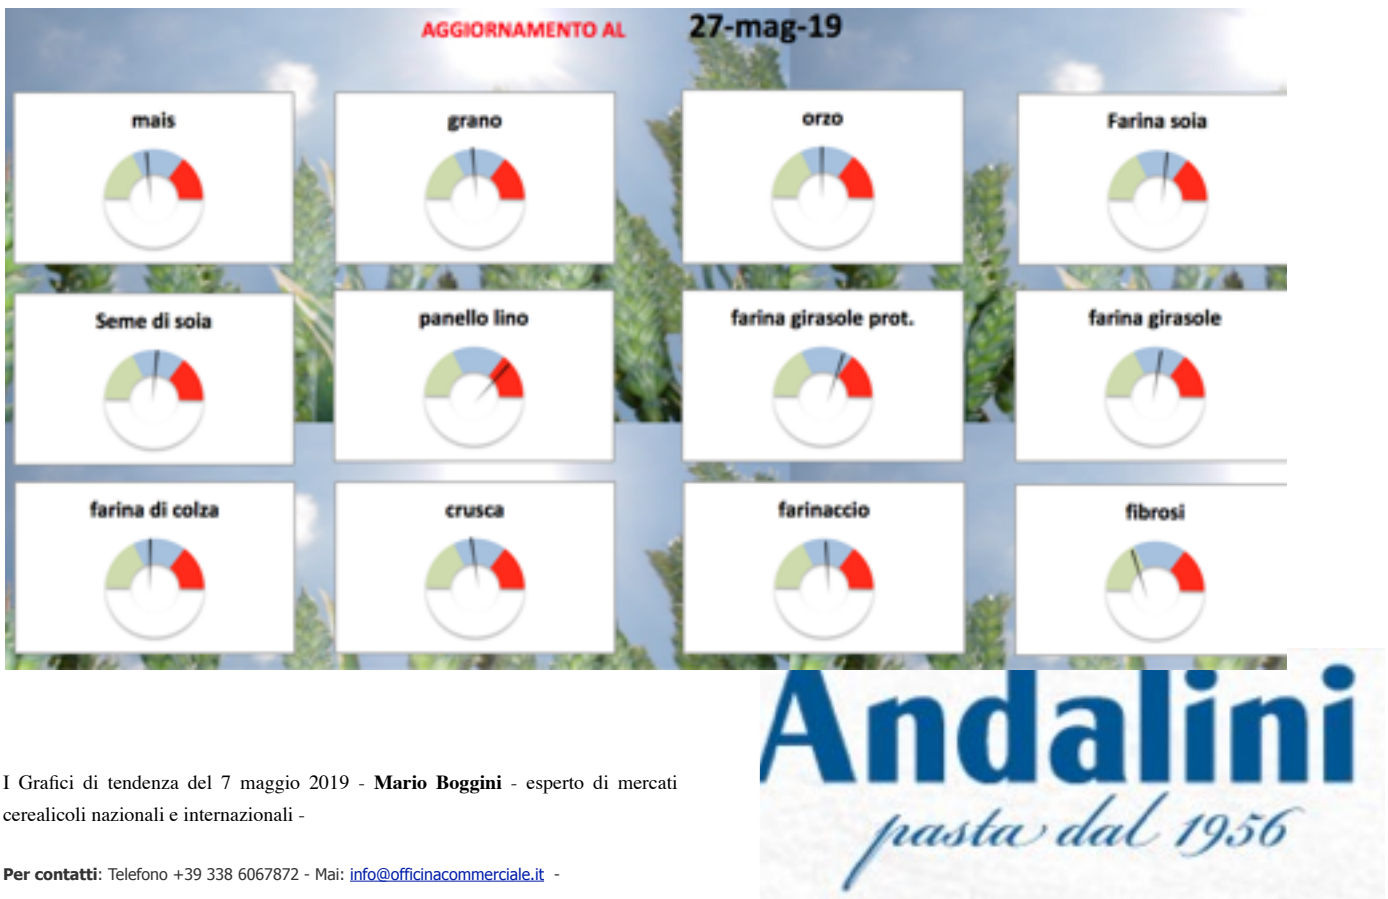 AGGIORNAMENTO AL 27-mag-19
mais grano orzo Farina soia
Seme di soia panello lino farina girasole prot. farina girasole
farina di colza crusca farinaccio fibrosi
Andalini
pasta dal 1956
I Grafici di tendenza del 7 maggio 2019 - Mario Boggini - esperto di mercati
cerealicoli nazionali e internazionali -
Per contatti: Telefono +39 338 6067872 - Mai: info@officinacommerciale.it -